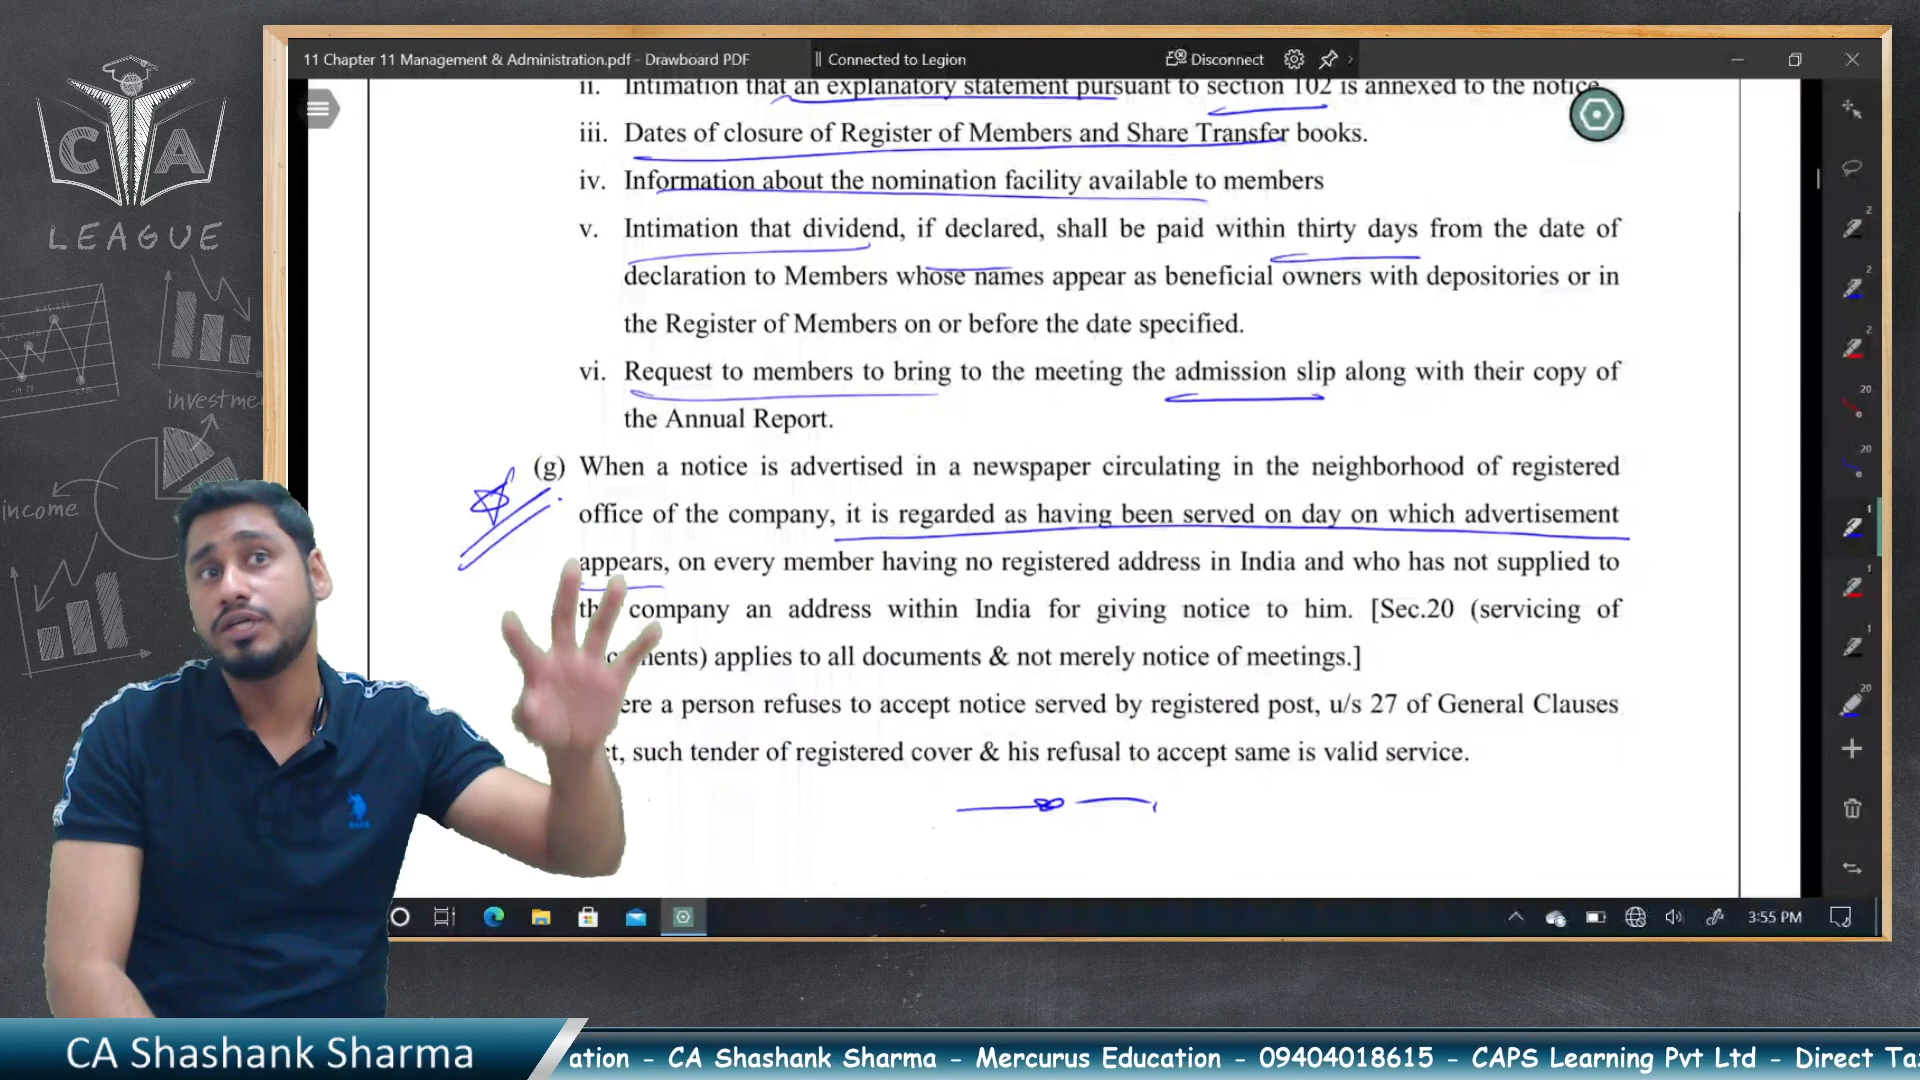 11 Chapter 11 Management & Administration.pdf - Drawboard PDF
Connected to Legion
Disconnect
C A
LEAGUE
investme
income
ii. Intimation that an explanatory statement pursuant to section 102 is annexed to the notice
iii. Dates of closure of Register of Members and Share Transfer books.
iv. Information about the nomination facility available to members
v. Intimation that dividend, if declared, shall be paid within thirty days from the date of
declaration to Members whose names appear as beneficial owners with depositories or in
the Register of Members on or before the date specified.
vi. Request to members to bring to the meeting the admission slip along with their copy of
the Annual Report.
(g) When a notice is advertised in a newspaper circulating in the neighborhood of registered
office of the company, it is regarded as having been served on day on which advertisement
appears, on every member having no registered address in India and who has not supplied to
company an address within India for giving notice to him. [Sec.20 (servicing of
applies to all documents & not merely notice of meetings.]
ere a person refuses to accept notice served by registered post, u/s 27 of General Clauses
such tender of registered cover & his refusal to accept same is valid service.
3:55 PM
CA Shashank Sharma
ation - CA Shashank Sharma - Mercurus Education - 09404018615 - CAPS Learning Pvt Ltd - Direct Ta